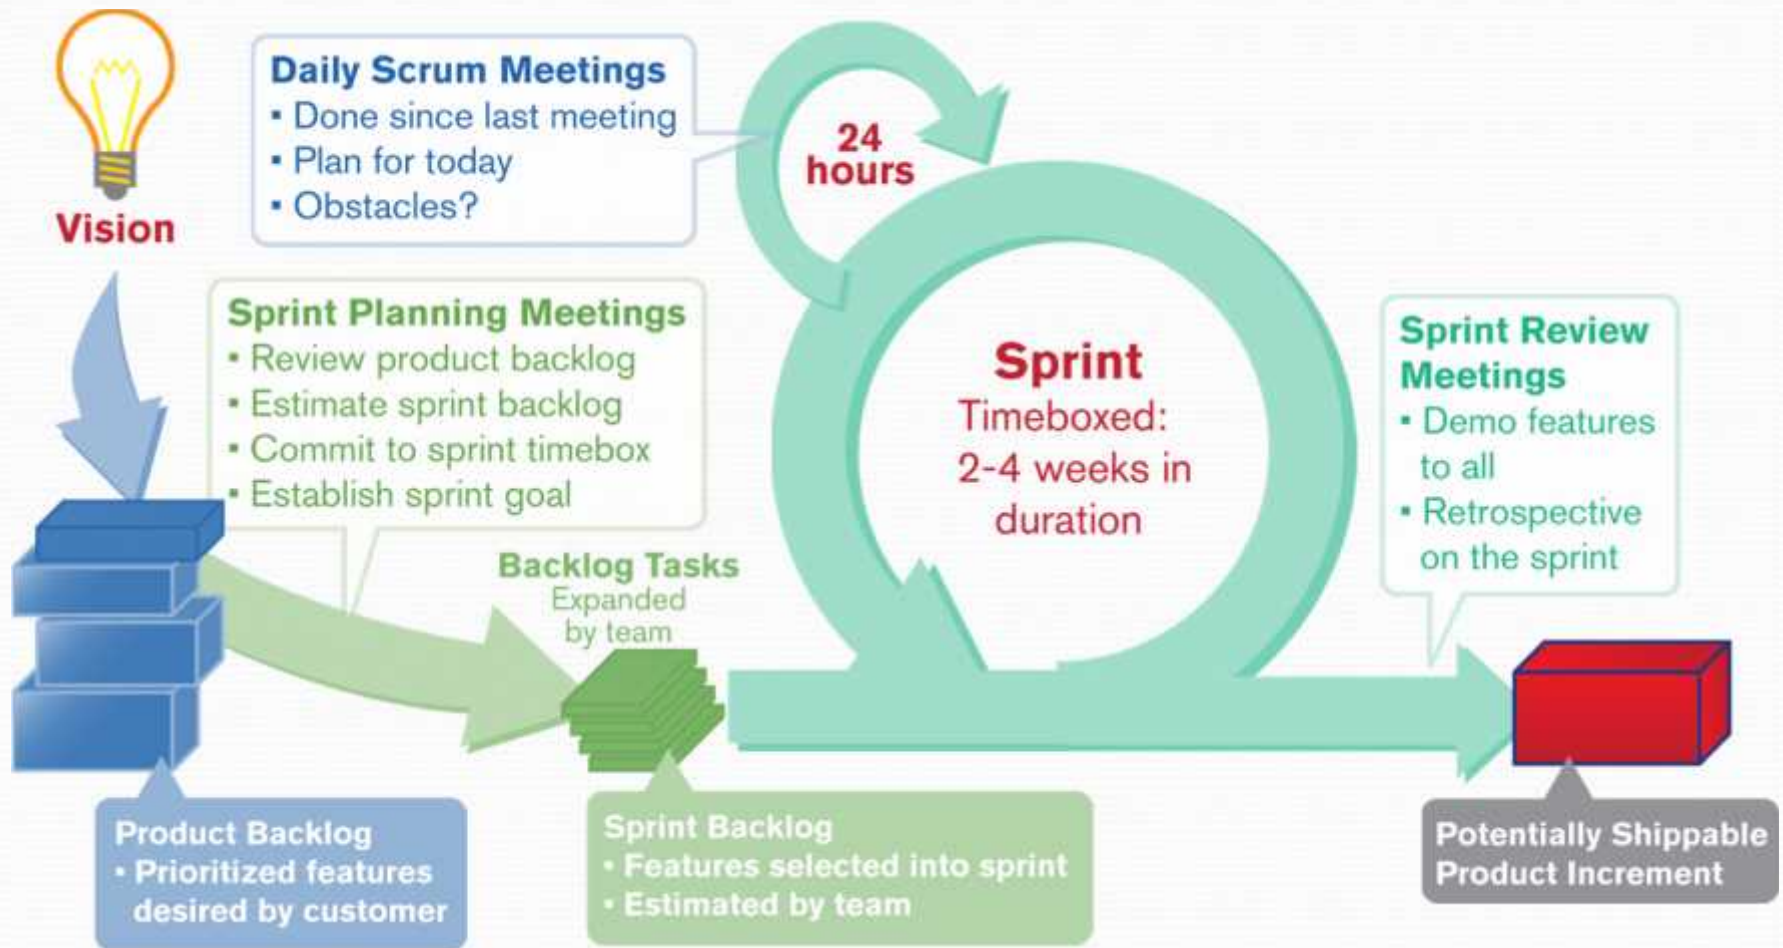 Vision
Daily Scrum Meetings
▪ Done since last meeting
▪ Plan for today
▪ Obstacles?
24
hours
Sprint Planning Meetings
▪ Review product backlog
▪ Estimate sprint backlog
▪ Commit to sprint timebox
▪ Establish sprint goal
Sprint
Timeboxed:
2-4 weeks in
duration
Sprint Review
Meetings
▪ Demo features
to all
▪ Retrospective
on the sprint
Backlog Tasks
Expanded
by team
Product Backlog
▪ Prioritized features
desired by customer
Sprint Backlog
▪ Features selected into sprint
▪ Estimated by team
Potentially Shippable
Product Increment